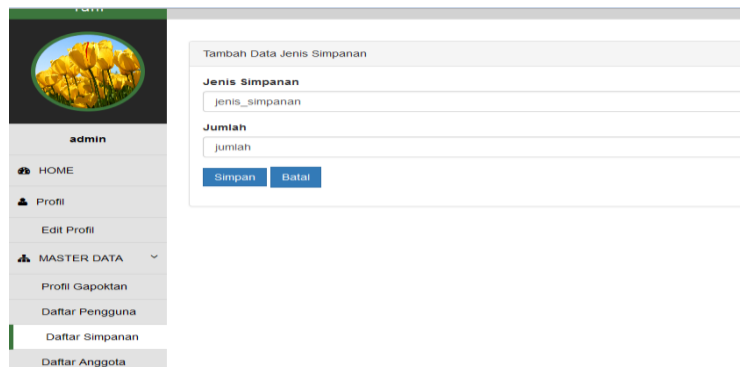 admin
HOME
Profil
Edit Profil
MASTER DATA
Profil Gapoktan
Daftar Pengguna
Daftar Simpanan
Daftar Anggota
Tambah Data Jenis Simpanan
Jenis Simpanan
jenis_simpanan
Jumlah
jumlah
Simpan Batal